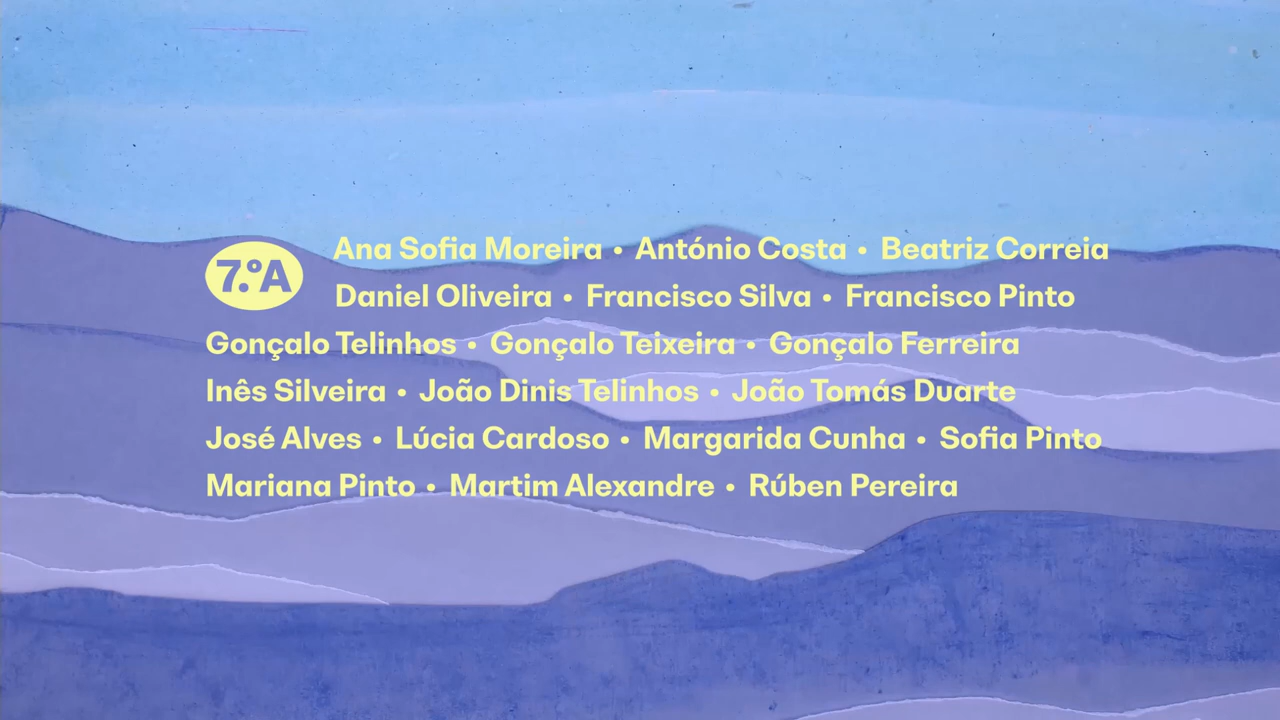 7.ºA
Ana Sofia Moreira • António Costa • Beatriz Correia
Daniel Oliveira • Francisco Silva • Francisco Pinto
Gonçalo Telinhos • Gonçalo Teixeira • Gonçalo Ferreira
Inês Silveira • João Dinis Telinhos • João Tomás Duarte
José Alves • Lúcia Cardoso • Margarida Cunha • Sofia Pinto
Mariana Pinto • Martim Alexandre • Rúben Pereira